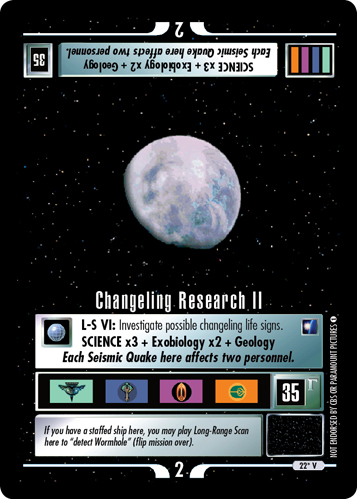 2
35
SCIENCE x3 + Exobiology x2 + Geology
Each Seismic Quake here affects two personnel.
Changeling Research II
L-S VI: Investigate possible changeling life signs.
SCIENCE x3 + Exobiology x2 + Geology
Each Seismic Quake here affects two personnel.
35 Γ
If you have a staffed ship here, you may play Long-Range Scan
here to "detect Wormhole" (flip mission over).
2
22* V
NOT ENDORSED BY CBS OR PARAMOUNT PICTURES